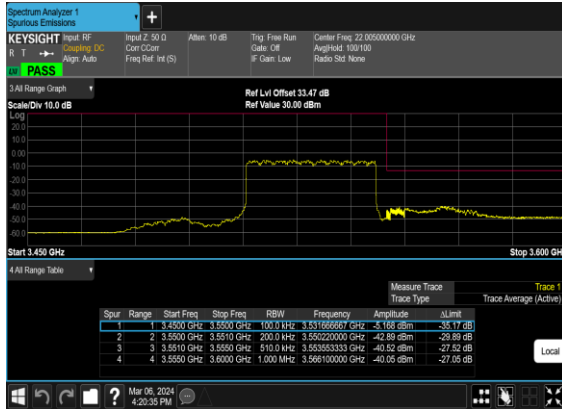 Spectrum Analyzer 1
Spurious Emissions
+
KEYSIGHT Input: RF Input Z: 50 Ω Atten: 10 dB Trig: Free Run Center Freq: 22.005000000 GHz
R T Coupling: DC Corr CCorr Gate: Off Avg|Hold: 100/100
Align: Auto Freq Ref: Int (S) IF Gain: Low Radio Std: None
PASS
3 All Range Graph
Ref Lvl Offset 33.47 dB
Scale/Div 10.0 dB Ref Value 30.00 dBm
Log
20.0
10.0
0.00
-10.0
-20.0
-30.0
-40.0
-50.0
-60.0
Start 3.450 GHz Stop 3.600 GHz
4 All Range Table
Measure Trace Trace 1
Trace Type Trace Average (Active)
Spur Range Start Freq Stop Freq RBW Frequency Amplitude ΔLimit
1 1 3.4500 GHz 3.5500 GHz 100.0 kHz 3.531666667 GHz -5.168 dBm -35.17 dB
2 2 3.5500 GHz 3.5510 GHz 200.0 kHz 3.550220000 GHz -42.89 dBm -29.89 dB
3 3 3.5510 GHz 3.5550 GHz 510.0 kHz 3.553553333 GHz -40.52 dBm -27.52 dB
4 4 3.5550 GHz 3.6000 GHz 1.000 MHz 3.566100000 GHz -40.05 dBm -27.05 dB
Local
? Mar 06, 2024
4:20:35 PM